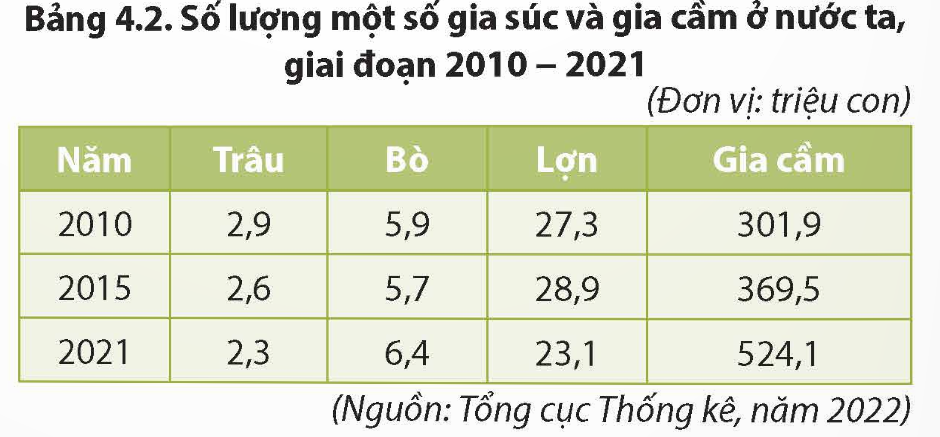 Bảng 4.2. Số lượng một số gia súc và gia cầm ở nước ta,
giai đoạn 2010 – 2021
(Đơn vị: triệu con)
Năm Trâu Bò Lợn Gia cầm
2010 2,9 5,9 27,3 301,9
2015 2,6 5,7 28,9 369,5
2021 2,3 6,4 23,1 524,1
(Nguồn: Tổng cục Thống kê, năm 2022)